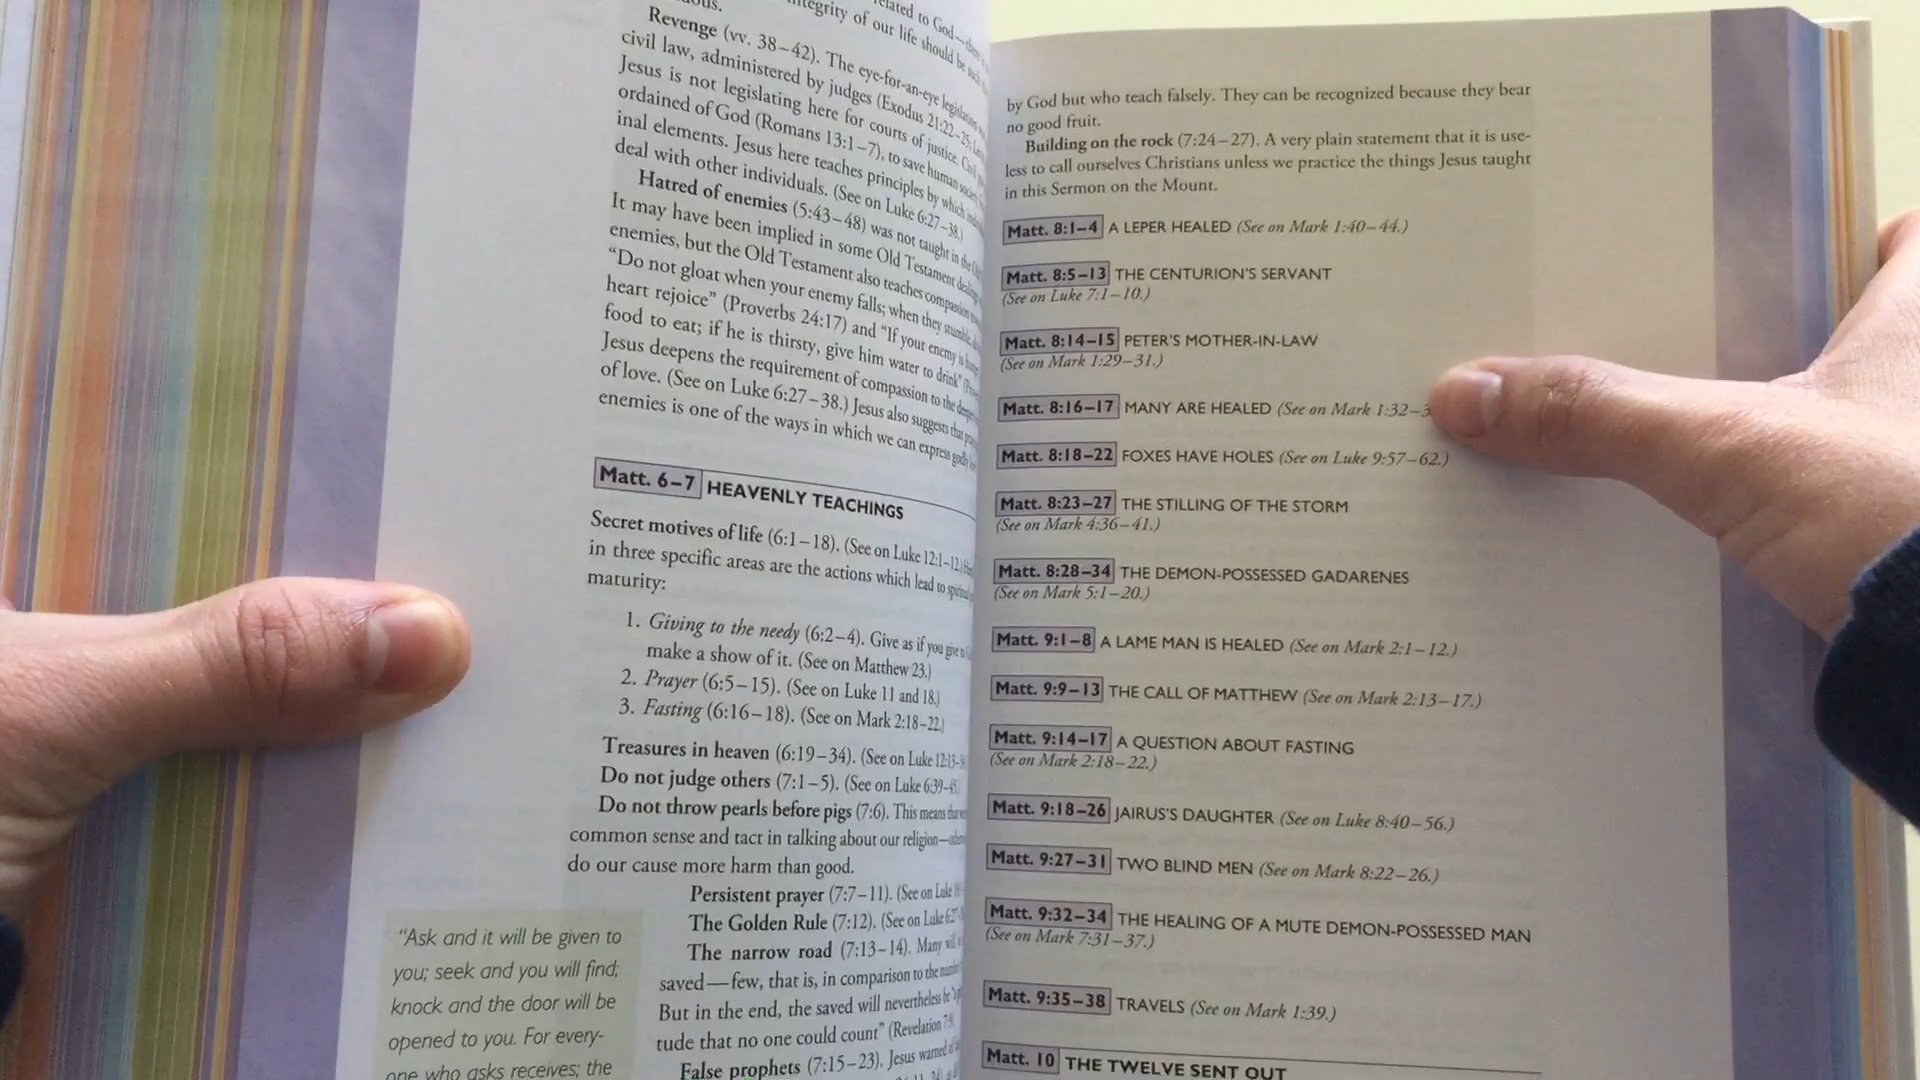 related to God—
integrity of our life should be
Revenge (vv. 38–42). The eye-for-an-eye legislation
civil law, administered by judges (Exodus 21:22–25;
Jesus is not legislating here for courts of justice. Civil
ordained of God (Romans 13:1–7), to save human society
inal elements. Jesus here teaches principles by which
deal with other individuals. (See on Luke 6:27–38.)
Hatred of enemies (5:43–48) was not taught in the
It may have been implied in some Old Testament
enemies, but the Old Testament also teaches compassion
“Do not gloat when your enemy falls; when they stumble,
heart rejoice” (Proverbs 24:17) and “If your enemy is
food to eat; if he is thirsty, give him water to drink”
Jesus deepens the requirement of compassion to the
of love. (See on Luke 6:27–38.) Jesus also suggests that
enemies is one of the ways in which we can express godly
Matt. 6–7 HEAVENLY TEACHINGS
Secret motives of life (6:1–18). (See on Luke 12:1–12.)
in three specific areas are the actions which lead to spiritual
maturity:
1. Giving to the needy (6:2–4). Give as if you give
make a show of it. (See on Matthew 23.)
2. Prayer (6:5–15). (See on Luke 11 and 18.)
3. Fasting (6:16–18). (See on Mark 2:18–22.)
Treasures in heaven (6:19–34). (See on Luke
Do not judge others (7:1–5). (See on Luke
Do not throw pearls before pigs (7:6). This means
common sense and tact in talking about our religion—
do our cause more harm than good.
Persistent prayer (7:7–11). (See on Luke
The Golden Rule (7:12). (See on Luke
The narrow road (7:13–14). Many will
saved—few, that is, in comparison to the
But in the end, the saved will nevertheless be
tude that no one could count” (Revelation
False prophets (7:15–23). Jesus warned
“Ask and it will be given to
you; seek and you will find;
knock and the door will be
opened to you. For every-
one who asks receives; the
by God but who teach falsely. They can be recognized because they bear
no good fruit.
Building on the rock (7:24–27). A very plain statement that it is use-
less to call ourselves Christians unless we practice the things Jesus taught
in this Sermon on the Mount.
Matt. 8:1–4 A LEPER HEALED (See on Mark 1:40–44.)
Matt. 8:5–13 THE CENTURION'S SERVANT
(See on Luke 7:1–10.)
Matt. 8:14–15 PETER'S MOTHER-IN-LAW
(See on Mark 1:29–31.)
Matt. 8:16–17 MANY ARE HEALED (See on Mark 1:32–3
Matt. 8:18–22 FOXES HAVE HOLES (See on Luke 9:57–62.)
Matt. 8:23–27 THE STILLING OF THE STORM
(See on Mark 4:36–41.)
Matt. 8:28–34 THE DEMON-POSSESSED GADARENES
(See on Mark 5:1–20.)
Matt. 9:1–8 A LAME MAN IS HEALED (See on Mark 2:1–12.)
Matt. 9:9–13 THE CALL OF MATTHEW (See on Mark 2:13–17.)
Matt. 9:14–17 A QUESTION ABOUT FASTING
(See on Mark 2:18–22.)
Matt. 9:18–26 JAIRUS'S DAUGHTER (See on Luke 8:40–56.)
Matt. 9:27–31 TWO BLIND MEN (See on Mark 8:22–26.)
Matt. 9:32–34 THE HEALING OF A MUTE DEMON-POSSESSED MAN
(See on Mark 7:31–37.)
Matt. 9:35–38 TRAVELS (See on Mark 1:39.)
Matt. 10 THE TWELVE SENT OUT